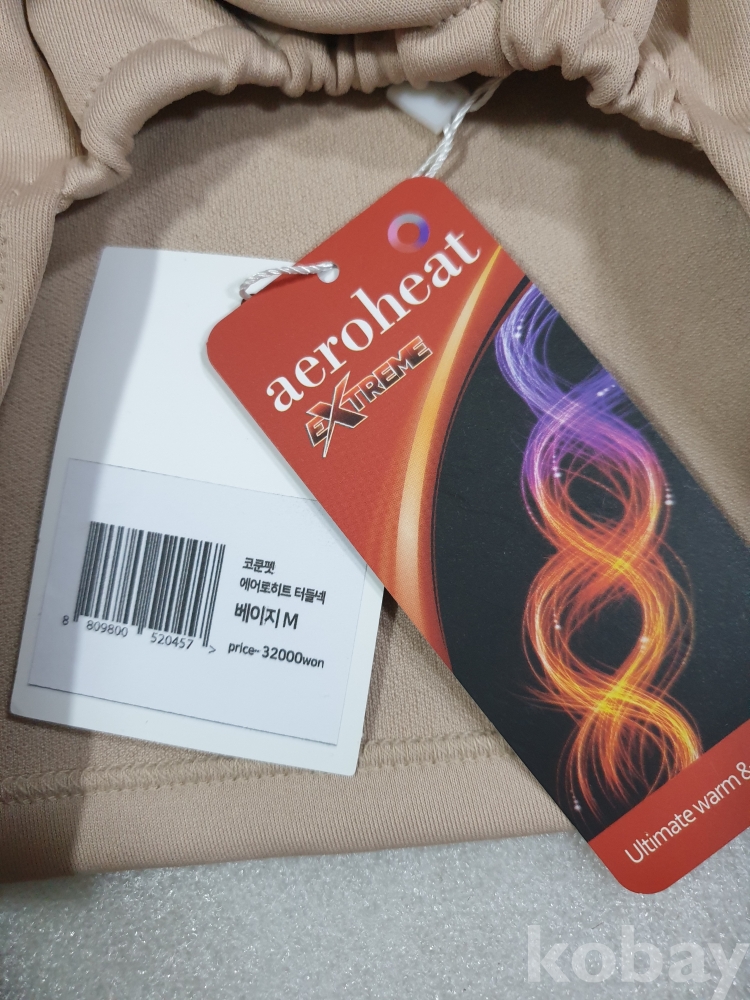 aeroheat
EXTREME
코쿤펫
에어로히트 터들넥
베이지 M
price~ 32000won
8 809800 520457 >
Ultimate warm &
kobay